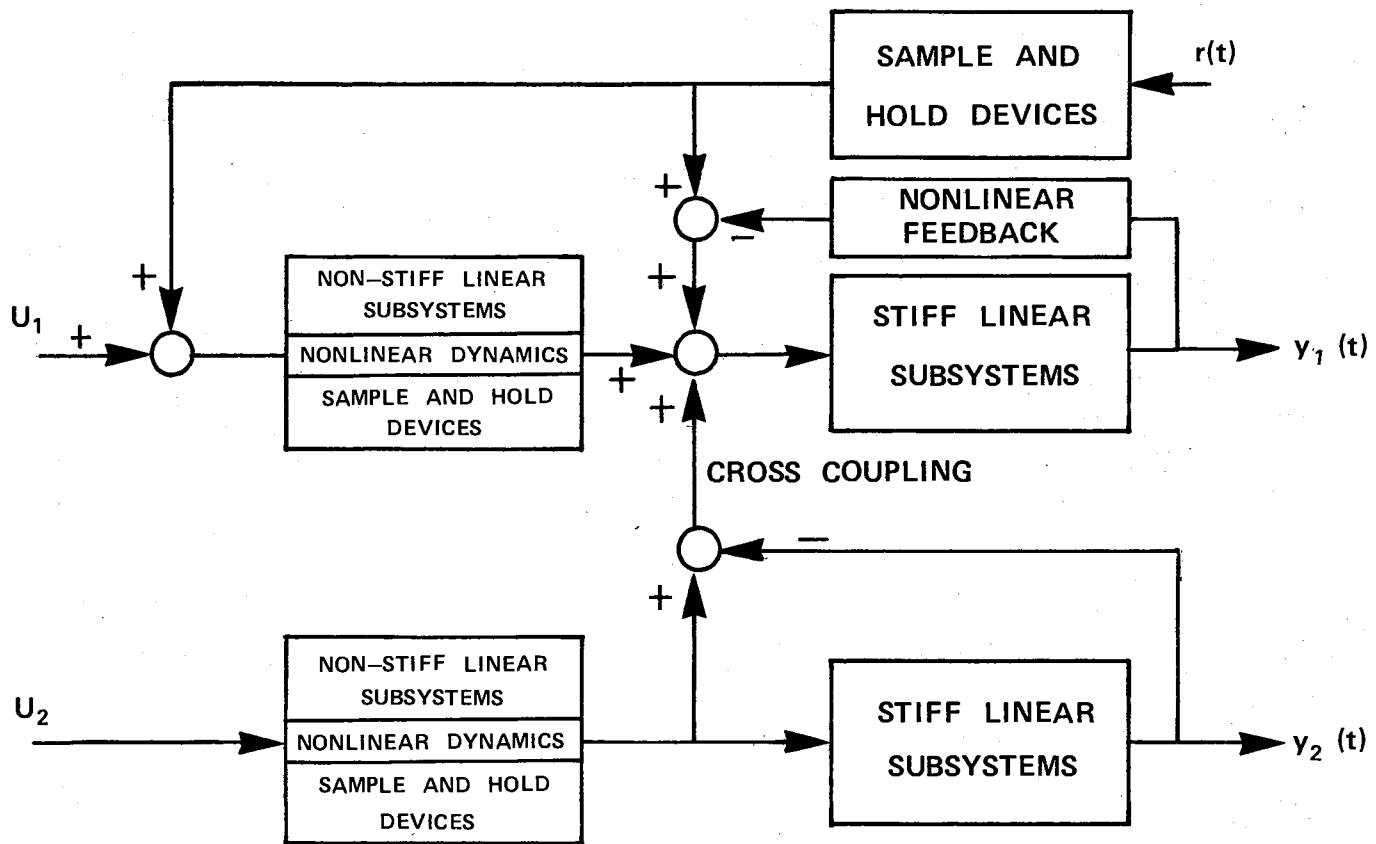 SAMPLE AND
HOLD DEVICES
r(t)
+
NONLINEAR
FEEDBACK
−
+
+
U₁
+
NON–STIFF LINEAR
SUBSYSTEMS
NONLINEAR DYNAMICS
SAMPLE AND HOLD
DEVICES
+
+
STIFF LINEAR
SUBSYSTEMS
y₁ (t)
CROSS COUPLING
−
+
U₂
NON–STIFF LINEAR
SUBSYSTEMS
NONLINEAR DYNAMICS
SAMPLE AND HOLD
DEVICES
STIFF LINEAR
SUBSYSTEMS
y₂ (t)